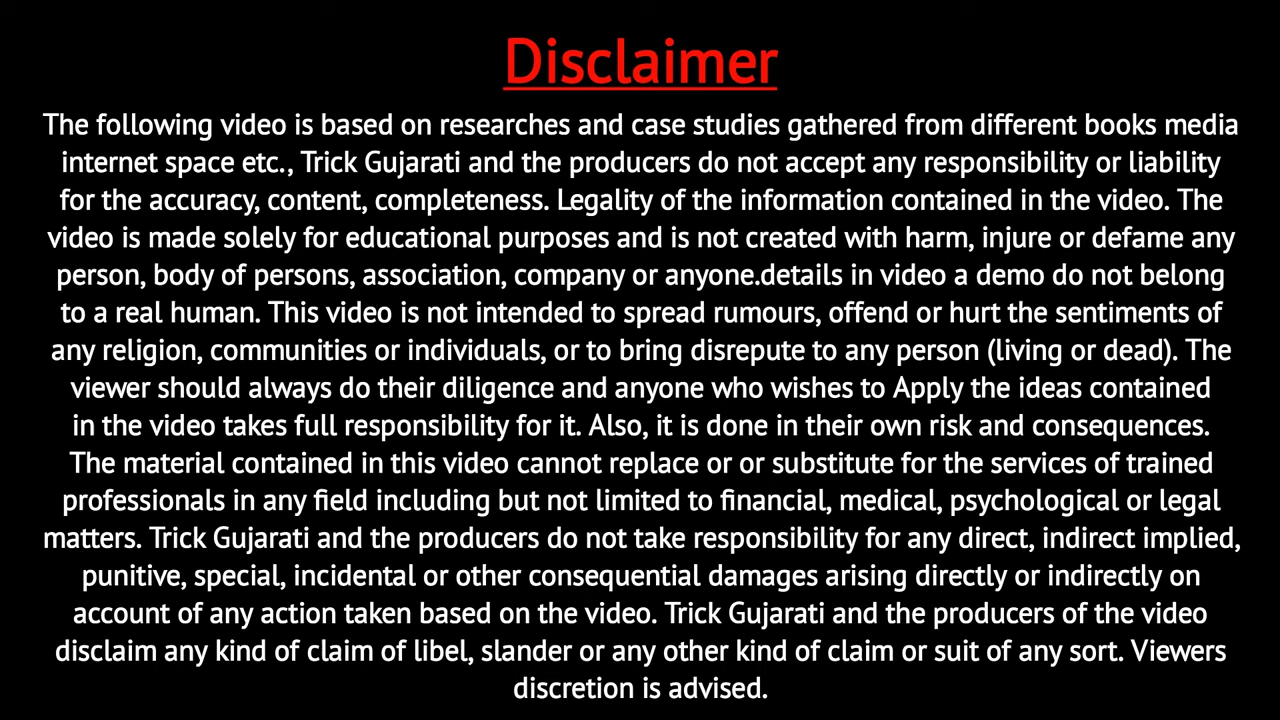 Disclaimer
The following video is based on researches and case studies gathered from different books media
internet space etc., Trick Gujarati and the producers do not accept any responsibility or liability
for the accuracy, content, completeness. Legality of the information contained in the video. The
video is made solely for educational purposes and is not created with harm, injure or defame any
person, body of persons, association, company or anyone.details in video a demo do not belong
to a real human. This video is not intended to spread rumours, offend or hurt the sentiments of
any religion, communities or individuals, or to bring disrepute to any person (living or dead). The
viewer should always do their diligence and anyone who wishes to Apply the ideas contained
in the video takes full responsibility for it. Also, it is done in their own risk and consequences.
The material contained in this video cannot replace or or substitute for the services of trained
professionals in any field including but not limited to financial, medical, psychological or legal
matters. Trick Gujarati and the producers do not take responsibility for any direct, indirect implied,
punitive, special, incidental or other consequential damages arising directly or indirectly on
account of any action taken based on the video. Trick Gujarati and the producers of the video
disclaim any kind of claim of libel, slander or any other kind of claim or suit of any sort. Viewers
discretion is advised.